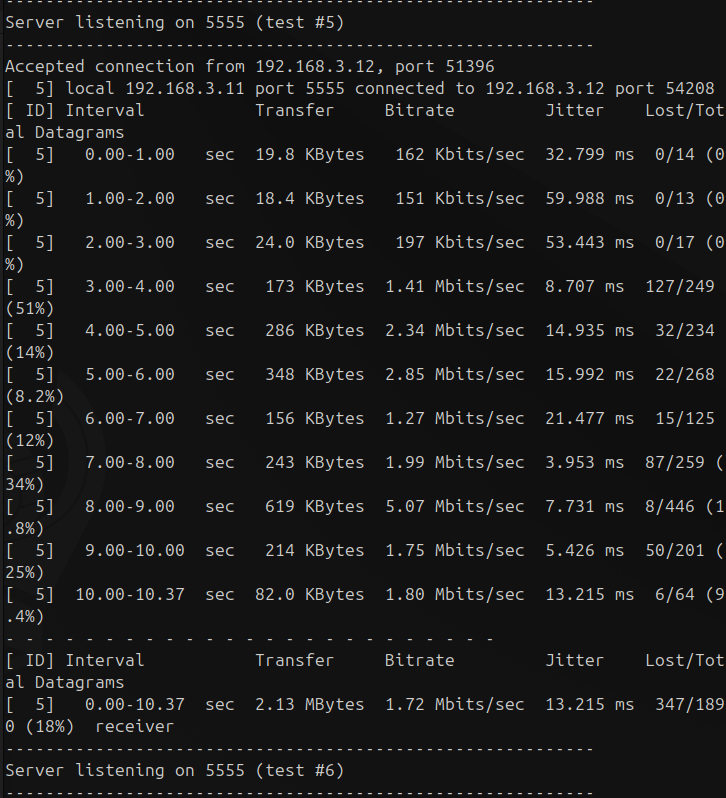 -----------------------------------------------------------
Server listening on 5555 (test #5)
-----------------------------------------------------------
Accepted connection from 192.168.3.12, port 51396
[  5] local 192.168.3.11 port 5555 connected to 192.168.3.12 port 54208
[ ID] Interval           Transfer     Bitrate         Jitter    Lost/Tot
al Datagrams
[  5]   0.00-1.00   sec  19.8 KBytes   162 Kbits/sec  32.799 ms  0/14 (0
%)
[  5]   1.00-2.00   sec  18.4 KBytes   151 Kbits/sec  59.988 ms  0/13 (0
%)
[  5]   2.00-3.00   sec  24.0 KBytes   197 Kbits/sec  53.443 ms  0/17 (0
%)
[  5]   3.00-4.00   sec   173 KBytes  1.41 Mbits/sec  8.707 ms  127/249
(51%)
[  5]   4.00-5.00   sec   286 KBytes  2.34 Mbits/sec  14.935 ms  32/234
(14%)
[  5]   5.00-6.00   sec   348 KBytes  2.85 Mbits/sec  15.992 ms  22/268
(8.2%)
[  5]   6.00-7.00   sec   156 KBytes  1.27 Mbits/sec  21.477 ms  15/125
(12%)
[  5]   7.00-8.00   sec   243 KBytes  1.99 Mbits/sec  3.953 ms  87/259 (
34%)
[  5]   8.00-9.00   sec   619 KBytes  5.07 Mbits/sec  7.731 ms  8/446 (1
.8%)
[  5]   9.00-10.00  sec   214 KBytes  1.75 Mbits/sec  5.426 ms  50/201 (
25%)
[  5]  10.00-10.37  sec  82.0 KBytes  1.80 Mbits/sec  13.215 ms  6/64 (9
.4%)
- - - - - - - - - - - - - - - - - - - - - - - - -
[ ID] Interval           Transfer     Bitrate         Jitter    Lost/Tot
al Datagrams
[  5]   0.00-10.37  sec  2.13 MBytes  1.72 Mbits/sec  13.215 ms  347/189
0 (18%)  receiver
-----------------------------------------------------------
Server listening on 5555 (test #6)
-----------------------------------------------------------